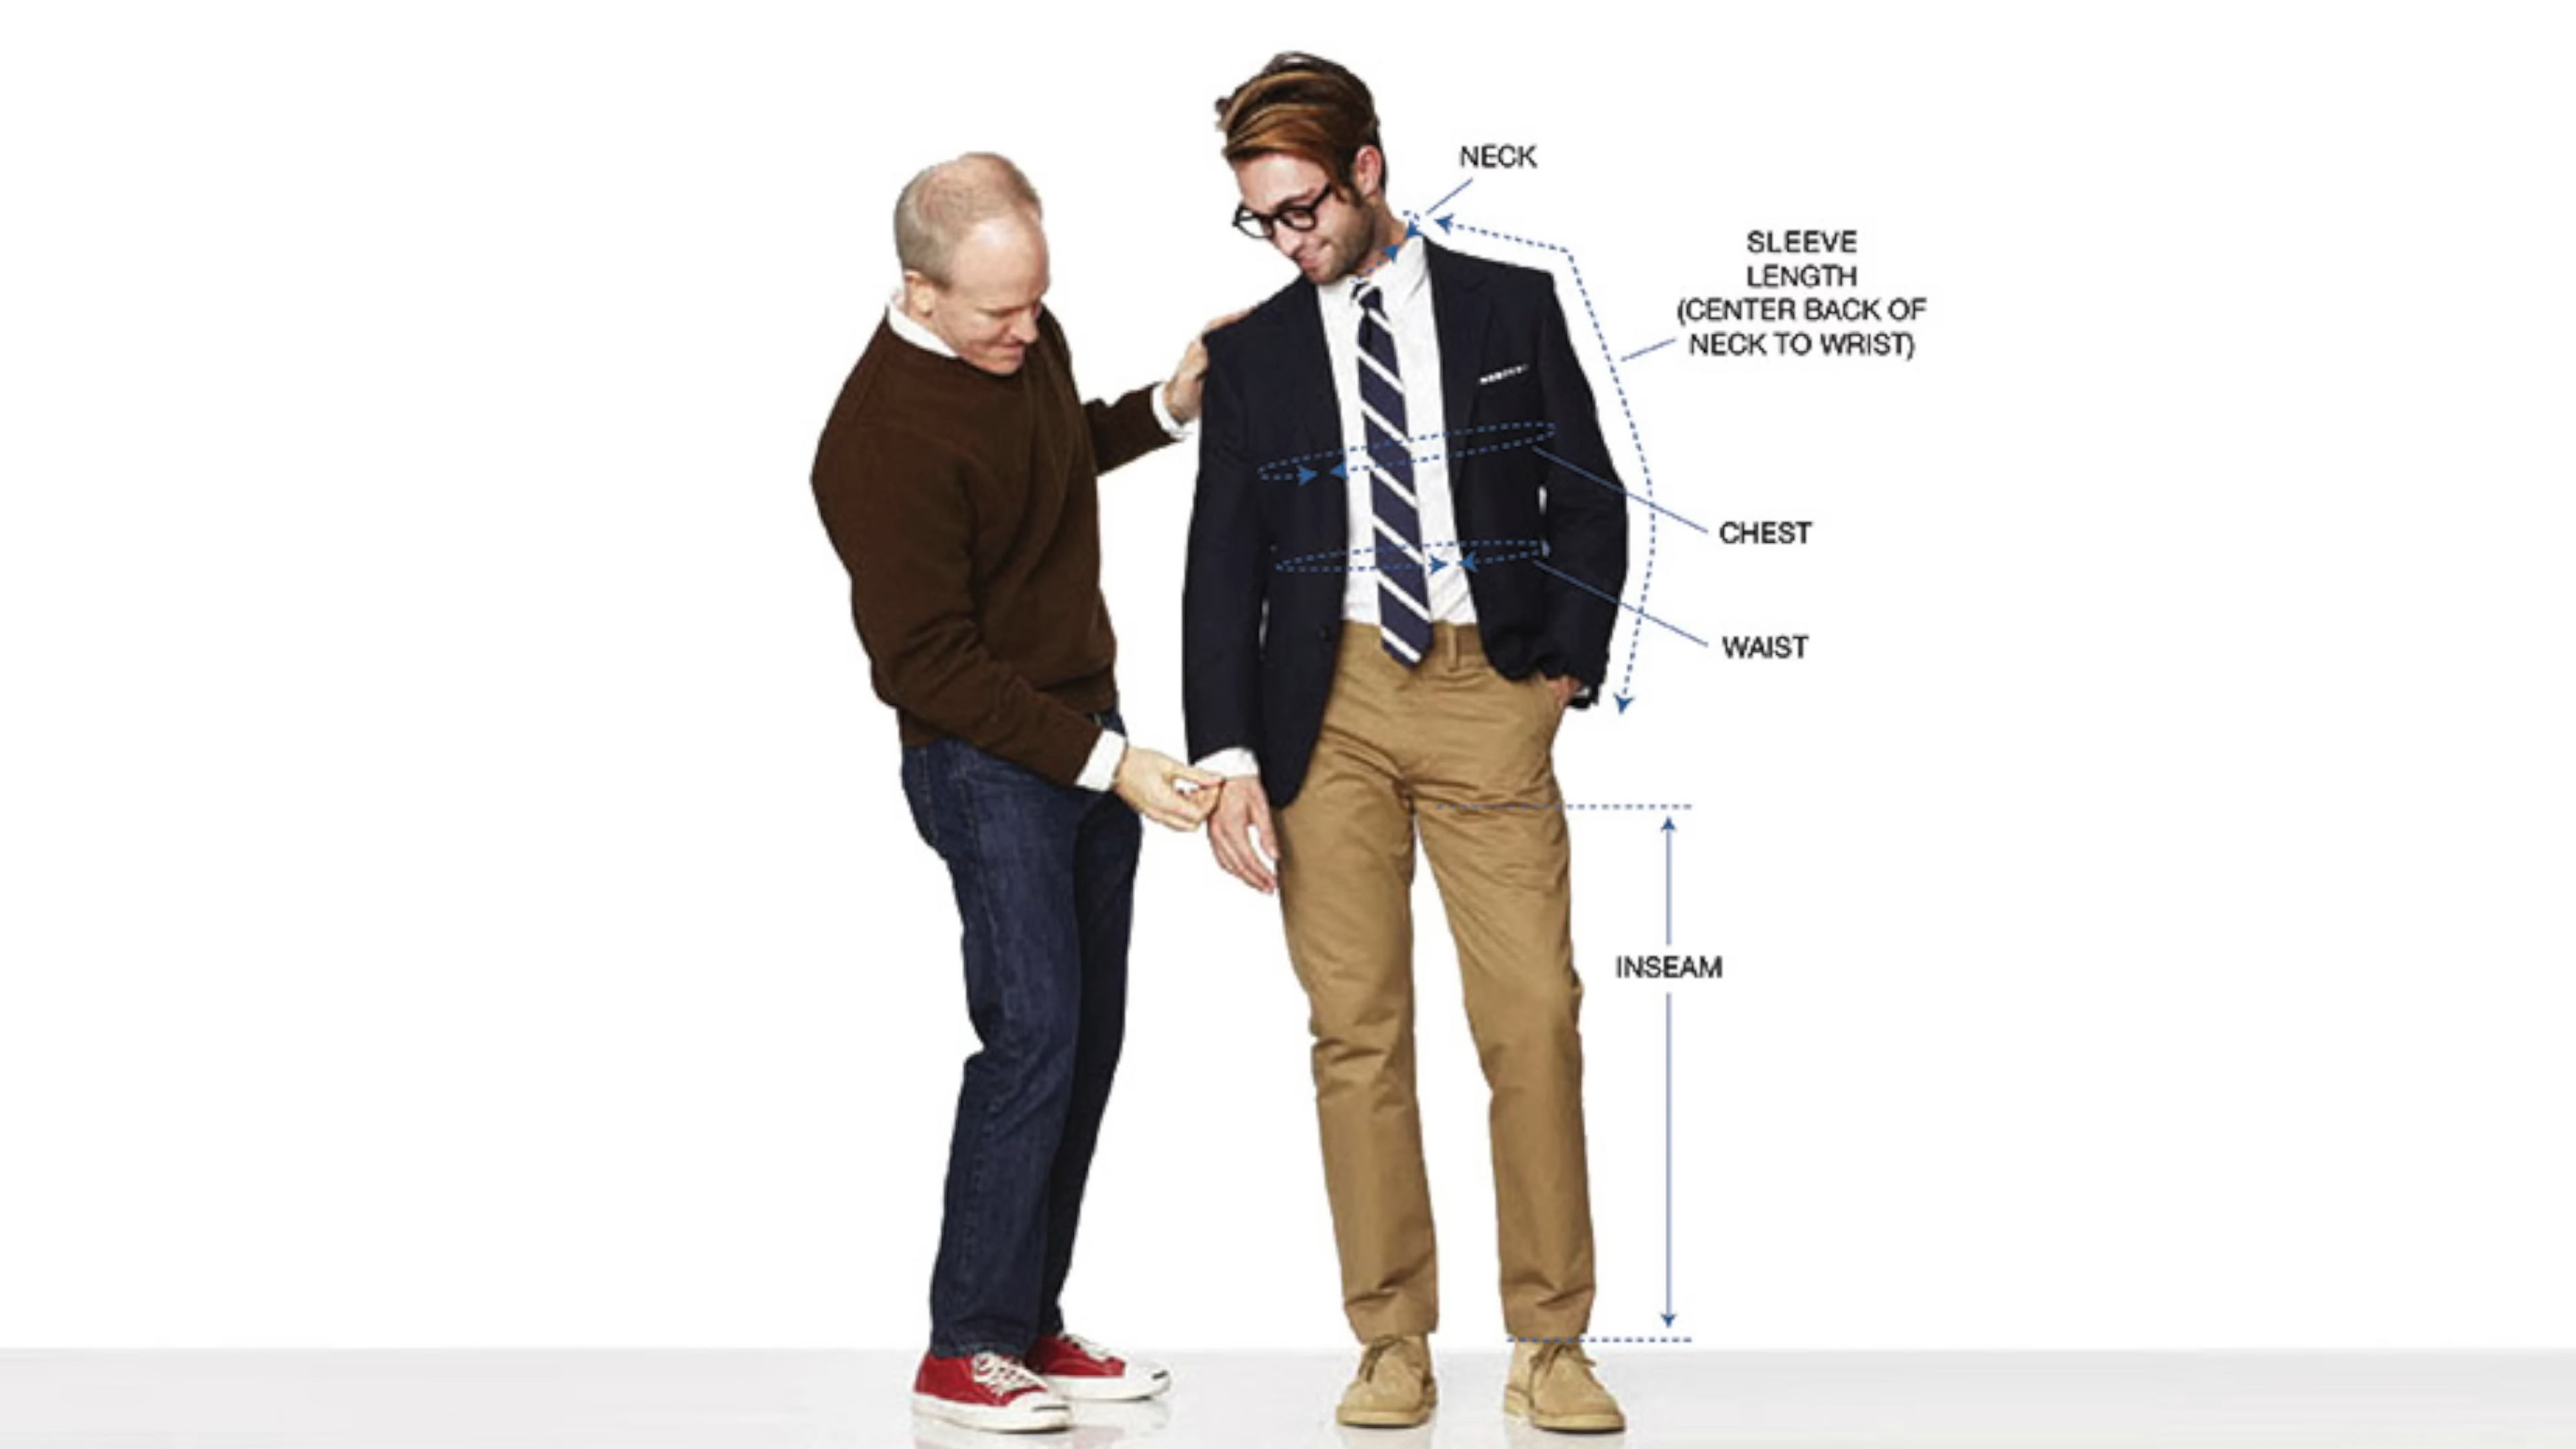 NECK
SLEEVE
LENGTH
(CENTER BACK OF
NECK TO WRIST)
CHEST
WAIST
INSEAM